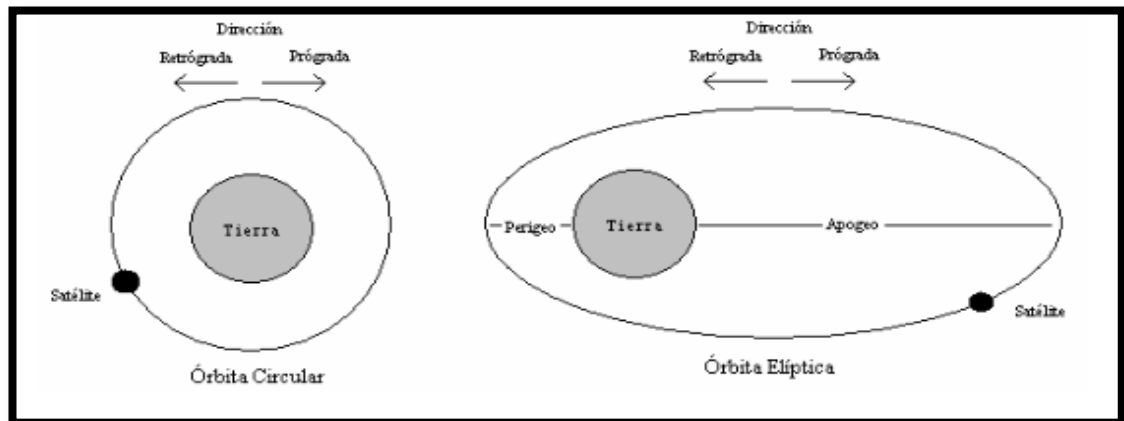 Dirección
Retrógrada Prógrada
Tierra
Satélite
Órbita Circular
Dirección
Retrógrada Prógrada
Perigeo Tierra Apogeo
Satélite
Órbita Elíptica